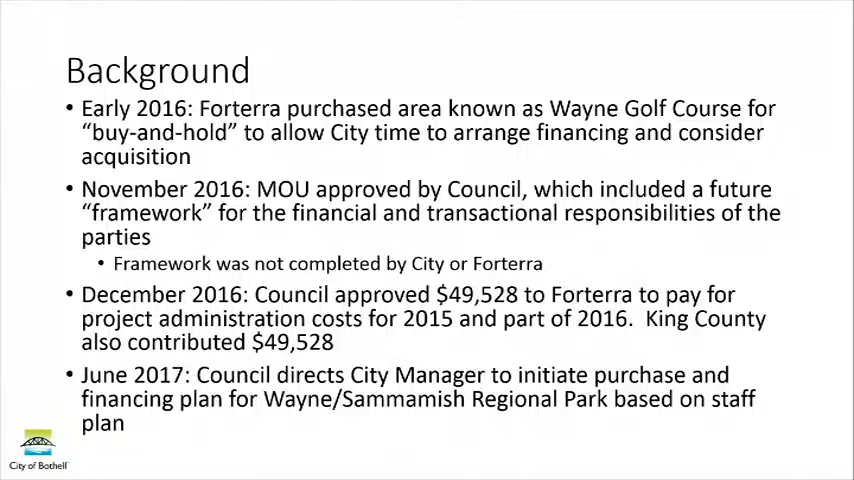 Background
• Early 2016: Forterra purchased area known as Wayne Golf Course for
“buy-and-hold” to allow City time to arrange financing and consider
acquisition
• November 2016: MOU approved by Council, which included a future
“framework” for the financial and transactional responsibilities of the
parties
• Framework was not completed by City or Forterra
• December 2016: Council approved $49,528 to Forterra to pay for
project administration costs for 2015 and part of 2016.  King County
also contributed $49,528
• June 2017: Council directs City Manager to initiate purchase and
financing plan for Wayne/Sammamish Regional Park based on staff
plan
City of Bothell